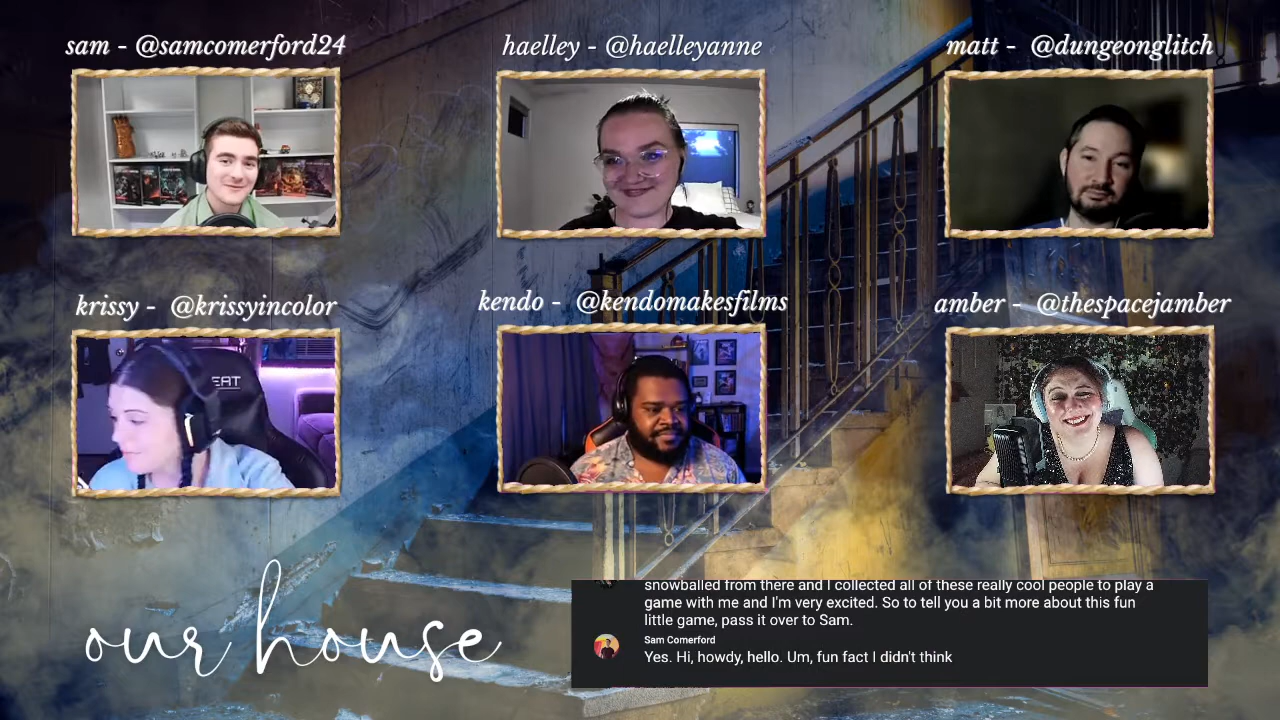 sam - @samcomerford24
haelley - @haelleyanne
matt - @dungeonglitch
krissy - @krissyincolor
kendo - @kendomakesfilms
amber - @thespacejamber
our house
snowballed from there and I collected all of these really cool people to play a
game with me and I'm very excited. So to tell you a bit more about this fun
little game, pass it over to Sam.
Sam Comerford
Yes. Hi, howdy, hello. Um, fun fact I didn't think